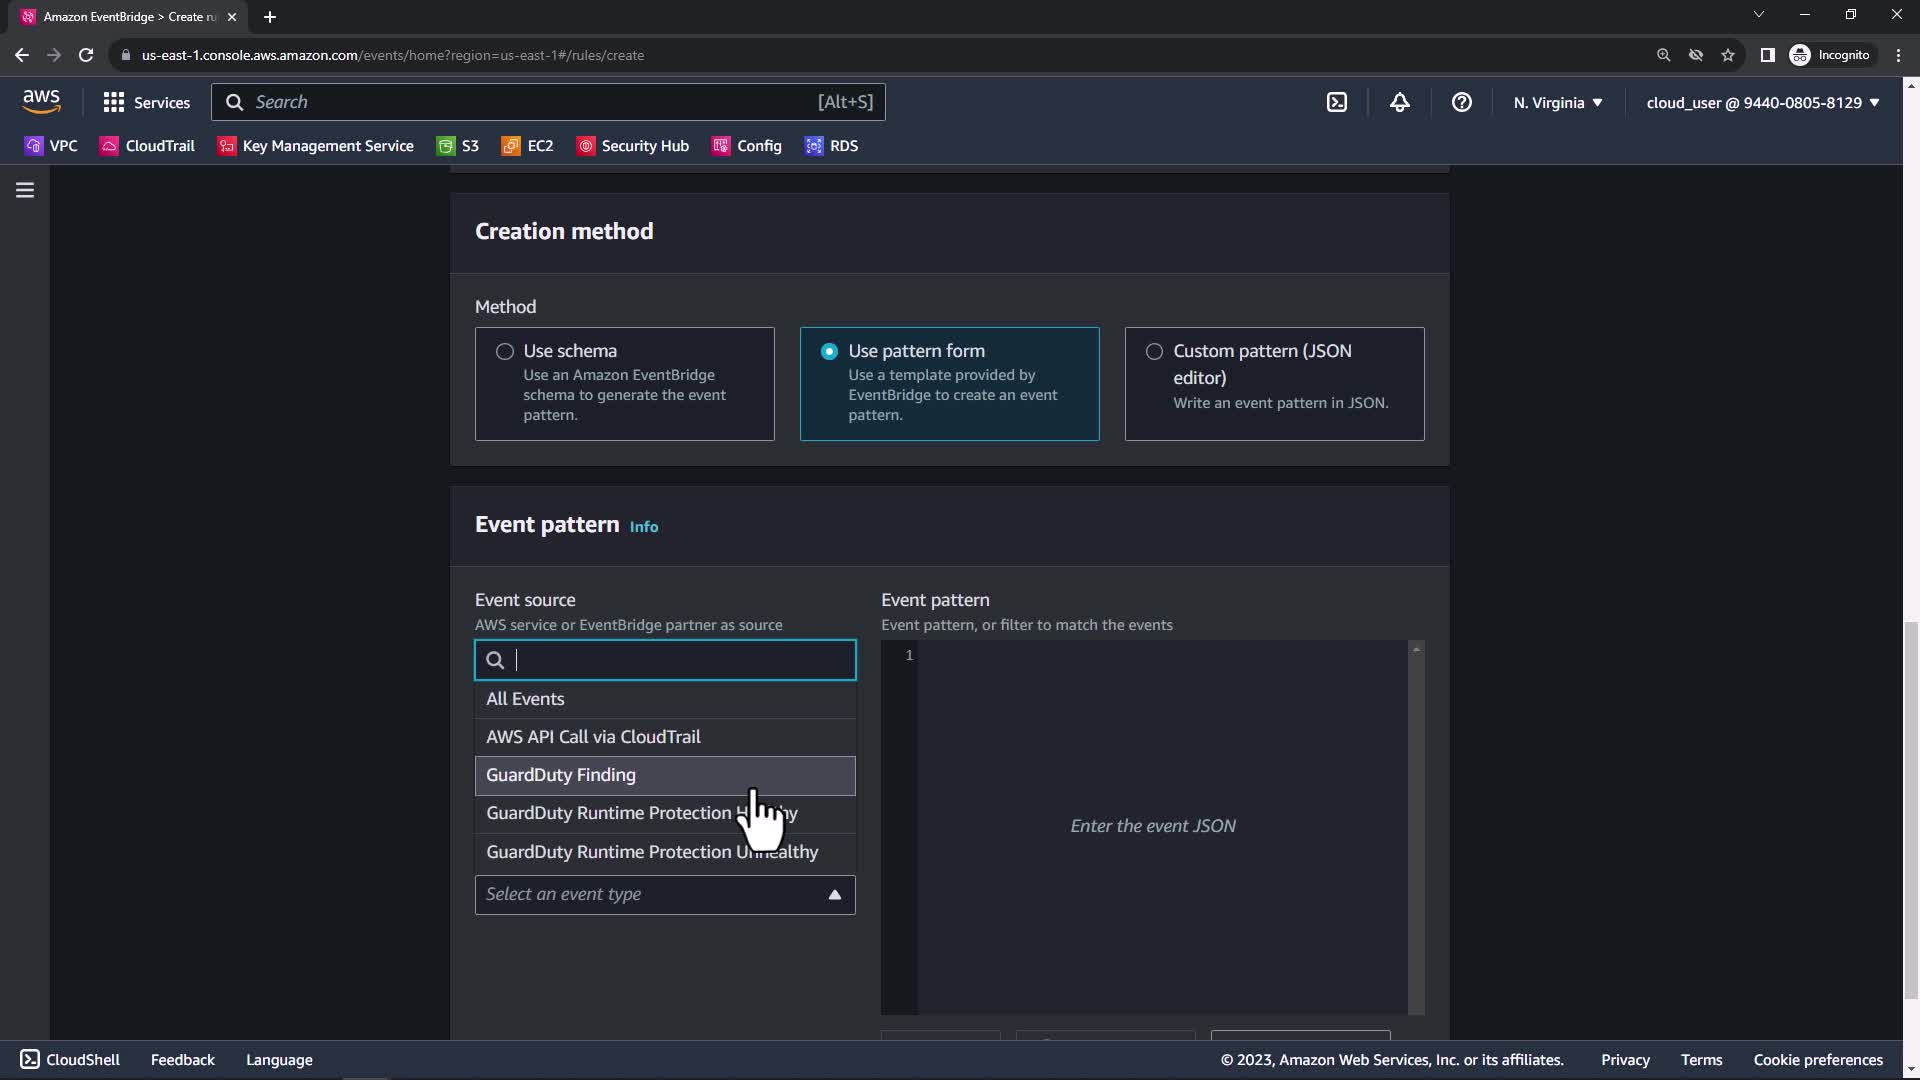 Amazon EventBridge > Create ru
us-east-1.console.aws.amazon.com/events/home?region=us-east-1#/rules/create
Incognito
aws
Services
Search
[Alt+S]
N. Virginia
cloud_user @ 9440-0805-8129
VPC
CloudTrail
Key Management Service
S3
EC2
Security Hub
Config
RDS
Creation method
Method
Use schema
Use an Amazon EventBridge
schema to generate the event
pattern.
Use pattern form
Use a template provided by
EventBridge to create an event
pattern.
Custom pattern (JSON
editor)
Write an event pattern in JSON.
Event pattern Info
Event source
AWS service or EventBridge partner as source
All Events
AWS API Call via CloudTrail
GuardDuty Finding
GuardDuty Runtime Protection
GuardDuty Runtime Protection Unhealthy
Select an event type
Event pattern
Event pattern, or filter to match the events
1
Enter the event JSON
CloudShell
Feedback
Language
© 2023, Amazon Web Services, Inc. or its affiliates.
Privacy
Terms
Cookie preferences